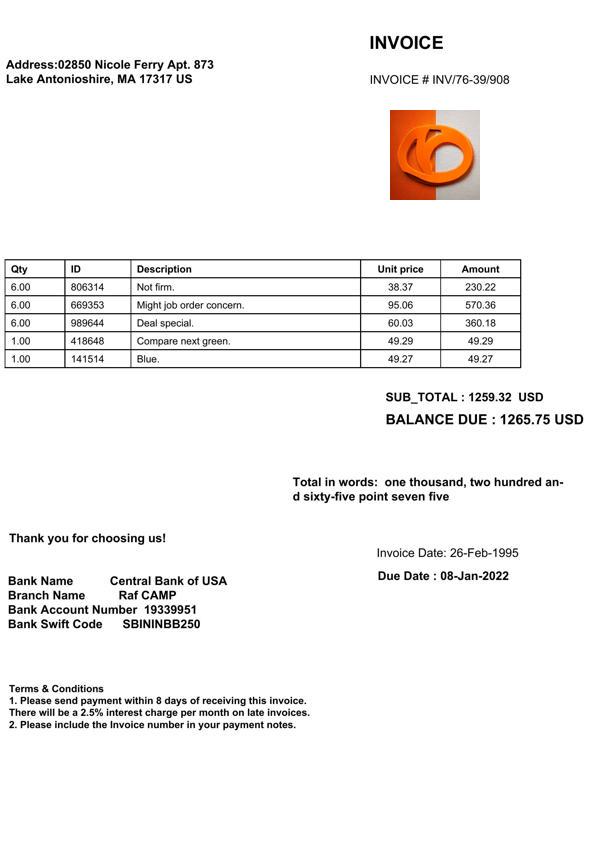 INVOICE
Address:02850 Nicole Ferry Apt. 873
Lake Antonioshire, MA 17317 US
INVOICE # INV/76-39/908
Qty ID Description Unit price Amount
6.00 806314 Not firm. 38.37 230.22
6.00 669353 Might job order concern. 95.06 570.36
6.00 989644 Deal special. 60.03 360.18
1.00 418648 Compare next green. 49.29 49.29
1.00 141514 Blue. 49.27 49.27
SUB_TOTAL : 1259.32 USD
BALANCE DUE : 1265.75 USD
Total in words: one thousand, two hundred an-
d sixty-five point seven five
Thank you for choosing us!
Invoice Date: 26-Feb-1995
Due Date : 08-Jan-2022
Bank Name Central Bank of USA
Branch Name Raf CAMP
Bank Account Number 19339951
Bank Swift Code SBININBB250
Terms & Conditions
1. Please send payment within 8 days of receiving this invoice.
There will be a 2.5% interest charge per month on late invoices.
2. Please include the Invoice number in your payment notes.